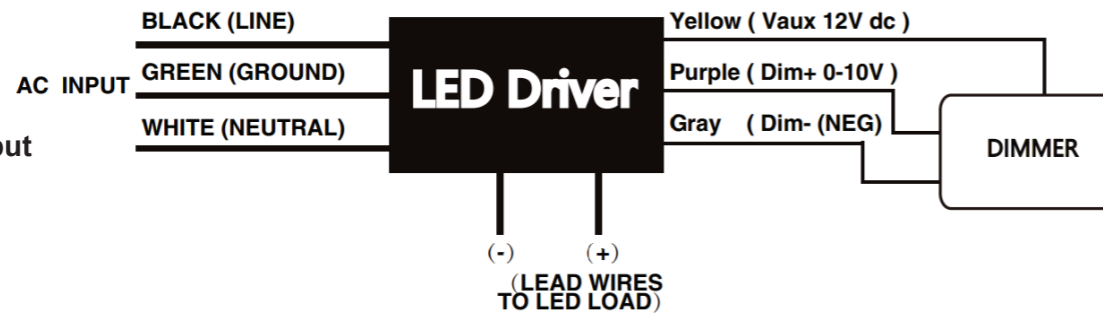 BLACK (LINE)
AC INPUT
GREEN (GROUND)
WHITE (NEUTRAL)
LED Driver
Yellow ( Vaux 12V dc )
Purple ( Dim+ 0-10V )
Gray ( Dim- (NEG)
DIMMER
(-)
(+)
(LEAD WIRES
TO LED LOAD)